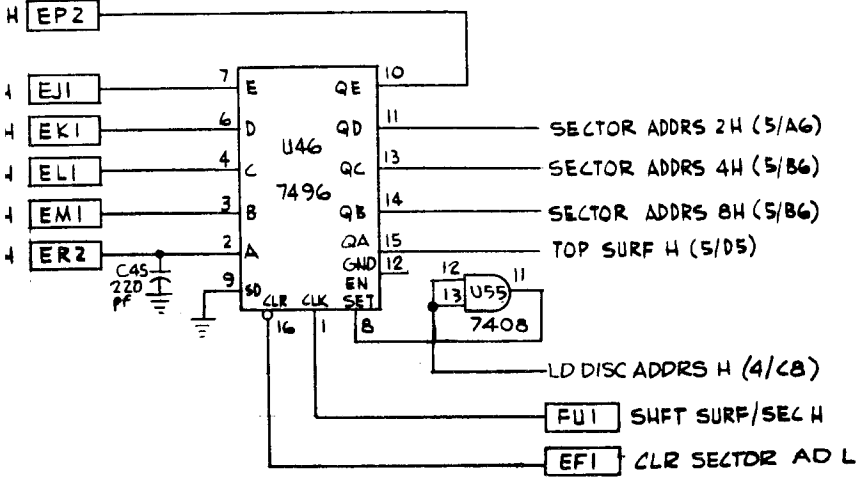 H EP2
7 E QE 10
EJ1
EK1 6 D QD 11 SECTOR ADDRS 2H (5/A6)
U46
EL1 4 C QC 13 SECTOR ADDRS 4H (5/B6)
7496
EM1 3 B QB 14 SECTOR ADDRS 8H (5/B6)
ER2 2 A QA 15 TOP SURF H (5/D5)
GND 12
C45 220 pf
9 SD EN
CLR CLK SET
16 1 8
12 13 U55 11
7408
LD DISC ADDRS H (4/C8)
FU1 SHFT SURF/SEC H
EF1 CLR SECTOR AD L